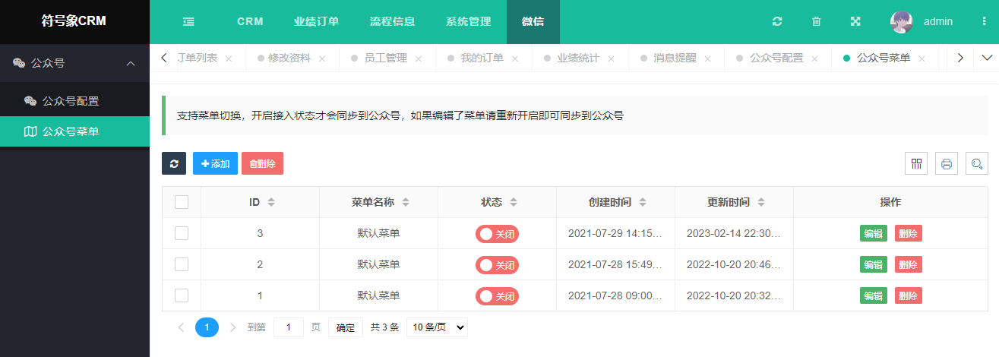 符号象CRM
CRM 业绩订单 流程信息 系统管理 微信 admin
公众号
公众号配置
公众号菜单
订单列表 修改资料 员工管理 我的订单 业绩统计 消息提醒 公众号配置 公众号菜单
支持菜单切换，开启接入状态才会同步到公众号，如果编辑了菜单请重新开启即可同步到公众号
添加 删除
ID 菜单名称 状态 创建时间 更新时间 操作
3 默认菜单 关闭 2021-07-29 14:15... 2023-02-14 22:30... 编辑 删除
2 默认菜单 关闭 2021-07-28 15:49... 2022-10-20 20:46... 编辑 删除
1 默认菜单 关闭 2021-07-28 09:00... 2022-10-20 20:32... 编辑 删除
1 到第 1 页 确定 共 3 条 10 条/页